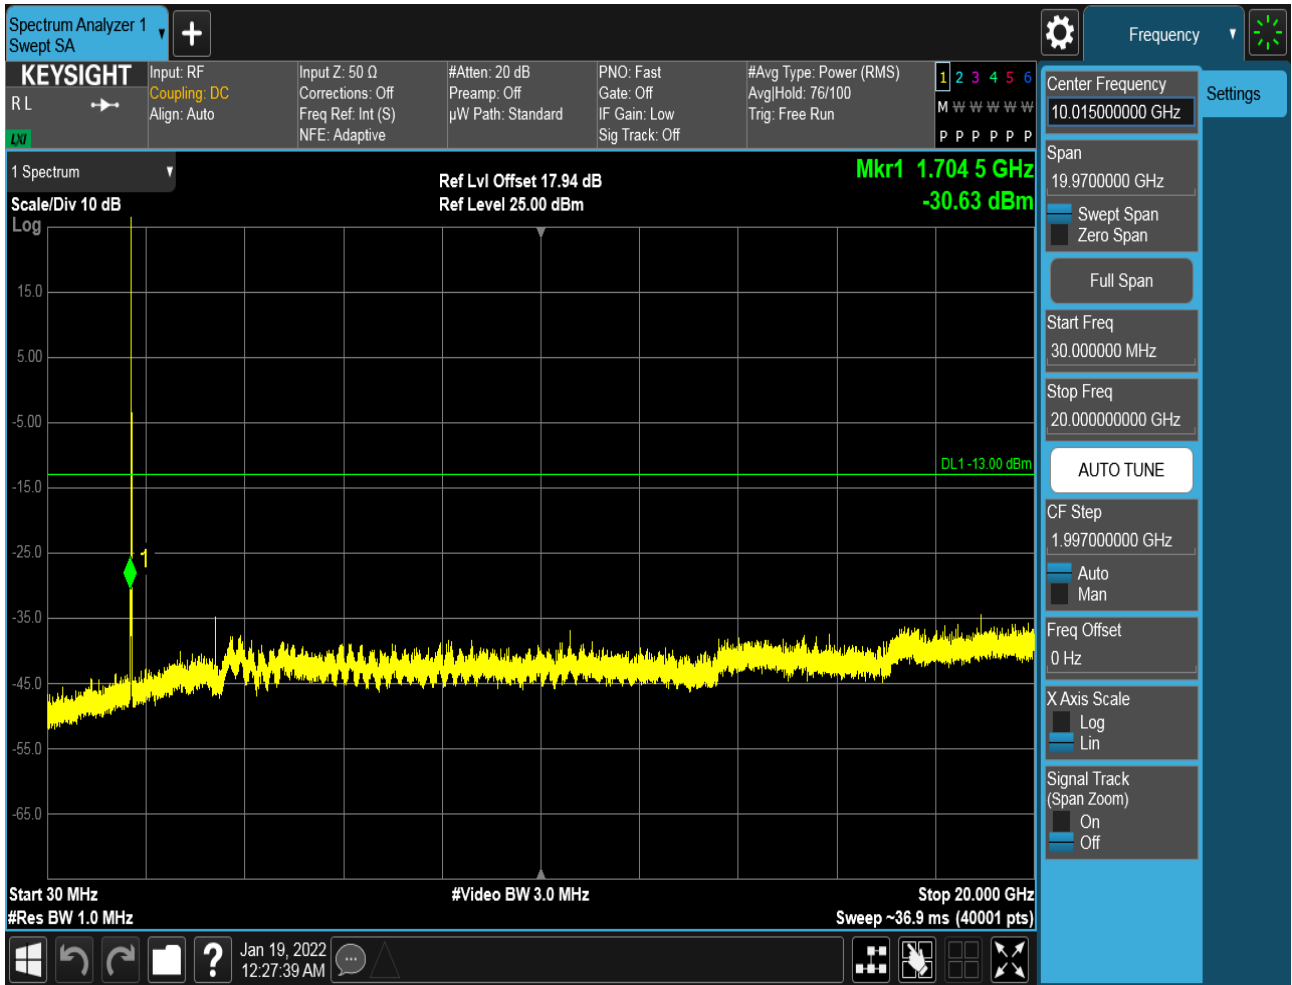 Spectrum Analyzer 1
Swept SA
Frequency
KEYSIGHT
R L
LXI
Input: RF
Coupling: DC
Align: Auto
Input Z: 50 Ω
Corrections: Off
Freq Ref: Int (S)
NFE: Adaptive
#Atten: 20 dB
Preamp: Off
µW Path: Standard
PNO: Fast
Gate: Off
IF Gain: Low
Sig Track: Off
#Avg Type: Power (RMS)
Avg|Hold: 76/100
Trig: Free Run
1 2 3 4 5 6
M W W W W W
P P P P P P
1 Spectrum
Scale/Div 10 dB
Log
Ref Lvl Offset 17.94 dB
Ref Level 25.00 dBm
Mkr1 1.704 5 GHz
-30.63 dBm
15.0
5.00
-5.00
DL1 -13.00 dBm
-15.0
-25.0
1
-35.0
-45.0
-55.0
-65.0
Start 30 MHz
#Video BW 3.0 MHz
Stop 20.000 GHz
#Res BW 1.0 MHz
Sweep ~36.9 ms (40001 pts)
Jan 19, 2022
12:27:39 AM
Center Frequency
10.015000000 GHz
Settings
Span
19.9700000 GHz
Swept Span
Zero Span
Full Span
Start Freq
30.000000 MHz
Stop Freq
20.000000000 GHz
AUTO TUNE
CF Step
1.997000000 GHz
Auto
Man
Freq Offset
0 Hz
X Axis Scale
Log
Lin
Signal Track
(Span Zoom)
On
Off